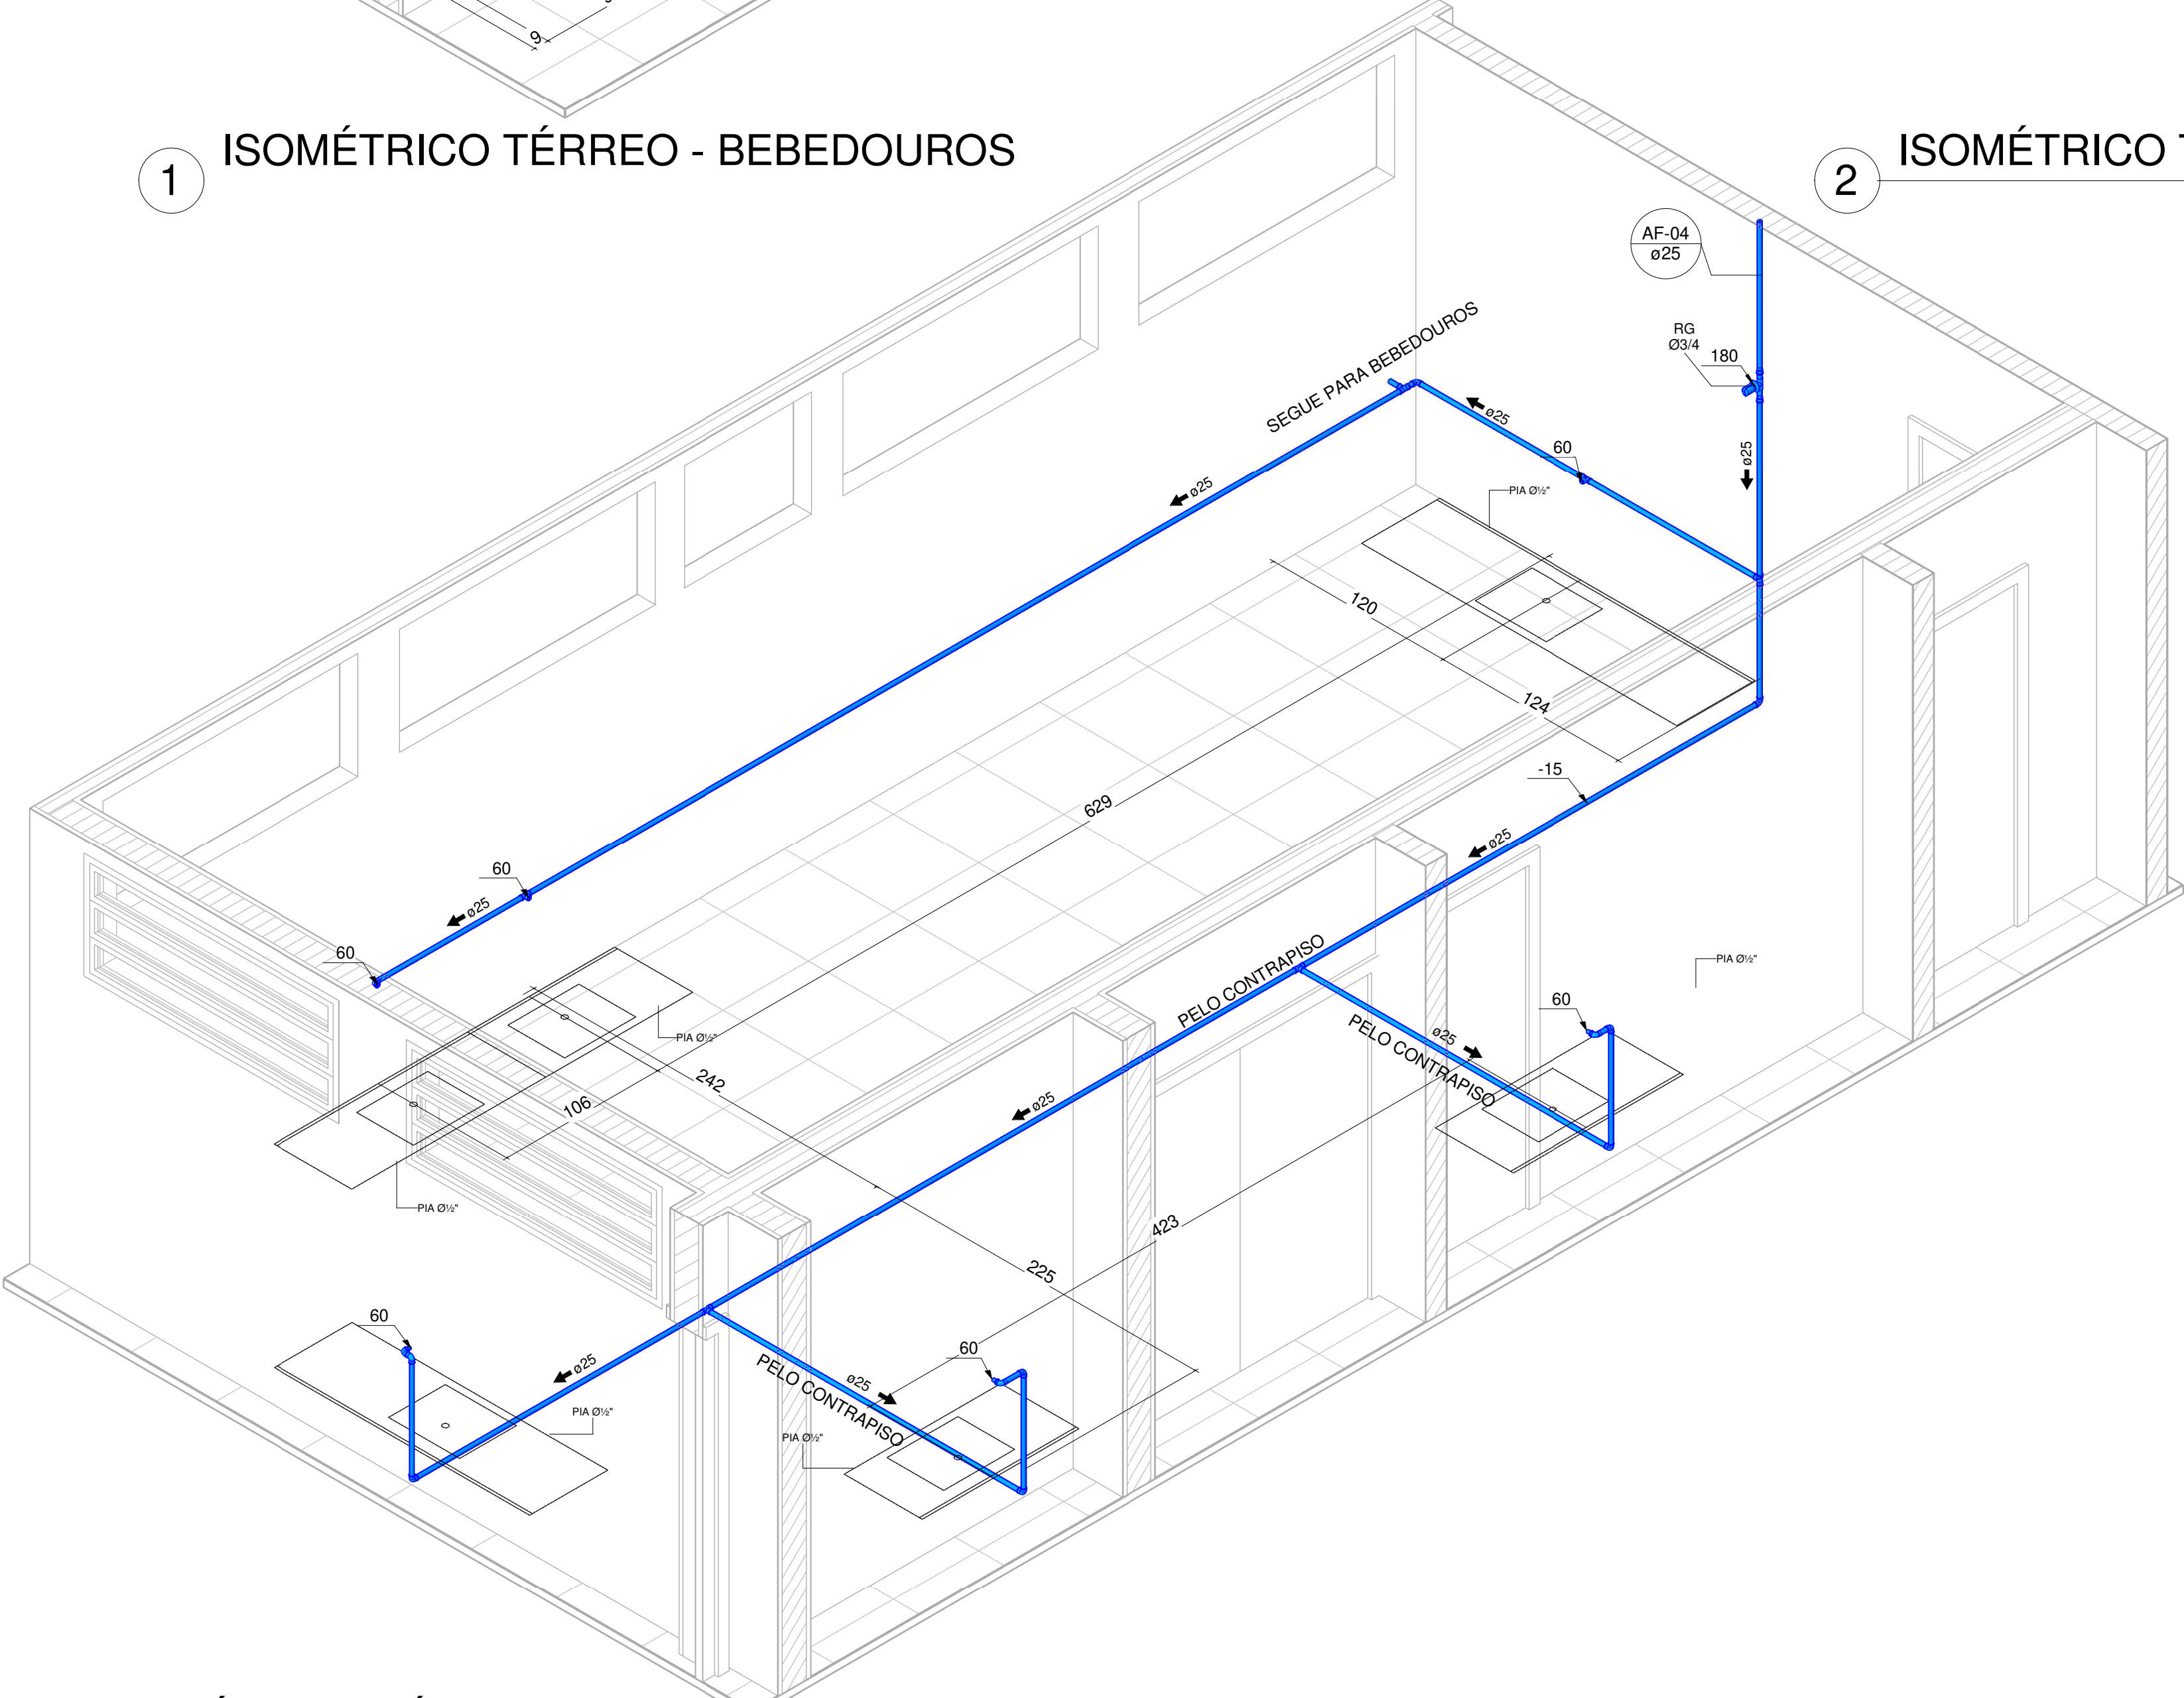 9
1
ISOMÉTRICO TÉRREO - BEBEDOUROS
2
ISOMÉTRICO
AF-04
ø25
RG
Ø3/4
180
SEGUE PARA BEBEDOUROS
ø25
60
ø25
ø25
PIA Ø½"
120
124
-15
629
ø25
60
ø25
60
PELO CONTRAPISO
PIA Ø½"
60
ø25
PELO CONTRAPISO
PIA Ø½"
242
106
ø25
PIA Ø½"
423
225
60
60
ø25
PELO CONTRAPISO
ø25
PIA Ø½"
PIA Ø½"